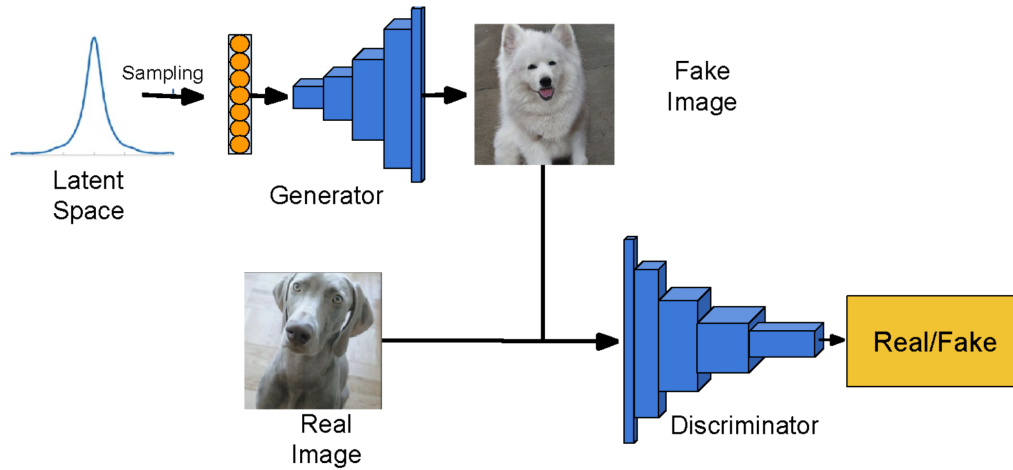 Sampling
Fake
Image
Latent
Space
Generator
Real/Fake
Real
Image
Discriminator